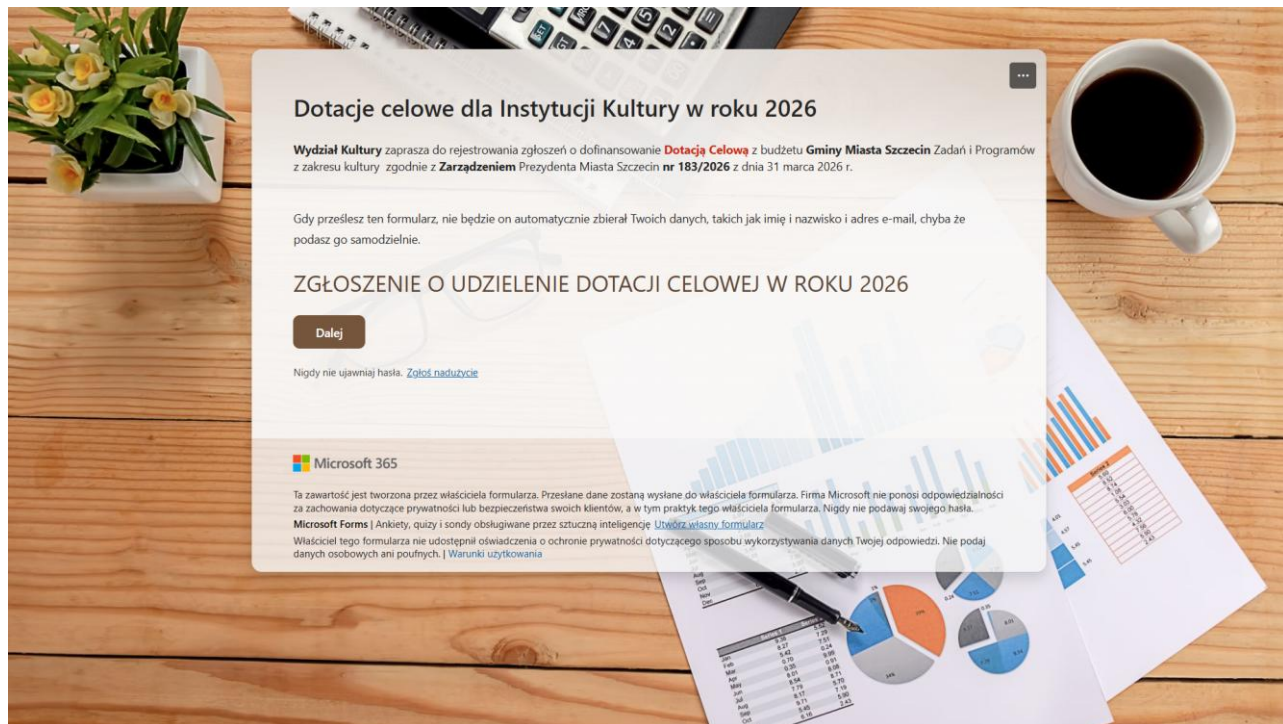 Dotacje celowe dla Instytucji Kultury w roku 2026
Wydział Kultury zaprasza do rejestrowania zgłoszeń o dofinansowanie Dotacją Celową z budżetu Gminy Miasta Szczecin Zadań i Programów
z zakresu kultury zgodnie z Zarządzeniem Prezydenta Miasta Szczecin nr 183/2026 z dnia 31 marca 2026 r.
Gdy prześlesz ten formularz, nie będzie on automatycznie zbierał Twoich danych, takich jak imię i nazwisko i adres e-mail, chyba że
podasz go samodzielnie.
ZGŁOSZENIE O UDZIELENIE DOTACJI CELOWEJ W ROKU 2026
Dalej
Nigdy nie ujawniaj hasła. Zgłoś nadużycie
Microsoft 365
Ta zawartość jest tworzona przez właściciela formularza. Przesłane dane zostaną wysłane do właściciela formularza. Firma Microsoft nie ponosi odpowiedzialności
za zachowania dotyczące prywatności lub bezpieczeństwa swoich klientów, a w tym praktyk tego właściciela formularza. Nigdy nie podawaj swojego hasła.
Microsoft Forms | Ankiety, quizy i sondy obsługiwane przez sztuczną inteligencję Utwórz własny formularz
Właściciel tego formularza nie udostępnił oświadczenia o ochronie prywatności dotyczącego sposobu wykorzystywania danych Twojej odpowiedzi. Nie podaj
danych osobowych ani poufnych. | Warunki użytkowania